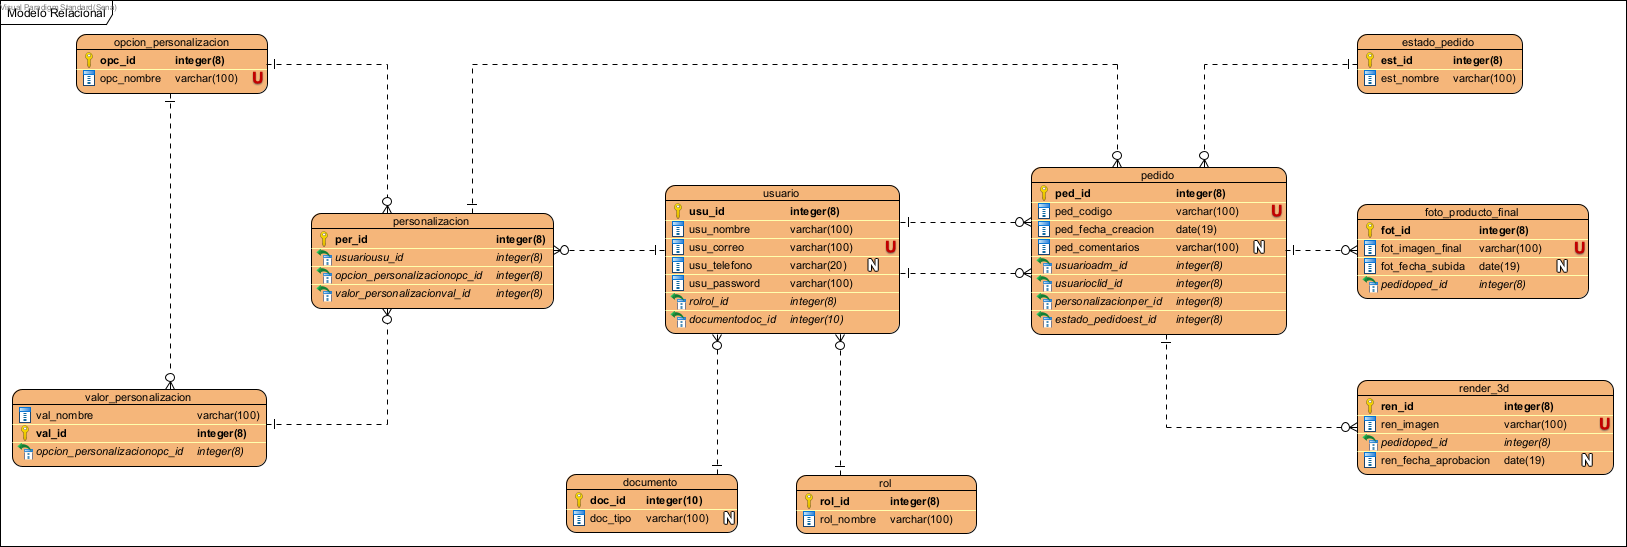 Visual Paradigm Standard(Sena)
Modelo Relacional
opcion_personalizacion
opc_id integer(8)
opc_nombre varchar(100) U
estado_pedido
est_id integer(8)
est_nombre varchar(100)
personalizacion
per_id integer(8)
usuariousu_id integer(8)
opcion_personalizacionopc_id integer(8)
valor_personalizacionval_id integer(8)
usuario
usu_id integer(8)
usu_nombre varchar(100)
usu_correo varchar(100) U
usu_telefono varchar(20) N
usu_password varchar(100)
rolrol_id integer(8)
documentodoc_id integer(10)
pedido
ped_id integer(8)
ped_codigo varchar(100) U
ped_fecha_creacion date(19)
ped_comentarios varchar(100) N
usuarioadm_id integer(8)
usuarioclid_id integer(8)
personalizacionper_id integer(8)
estado_pedidoest_id integer(8)
foto_producto_final
fot_id integer(8)
fot_imagen_final varchar(100) U
fot_fecha_subida date(19) N
pedidoped_id integer(8)
valor_personalizacion
val_nombre varchar(100)
val_id integer(8)
opcion_personalizacionopc_id integer(8)
render_3d
ren_id integer(8)
ren_imagen varchar(100) U
pedidoped_id integer(8)
ren_fecha_aprobacion date(19) N
documento
doc_id integer(10)
doc_tipo varchar(100) N
rol
rol_id integer(8)
rol_nombre varchar(100)